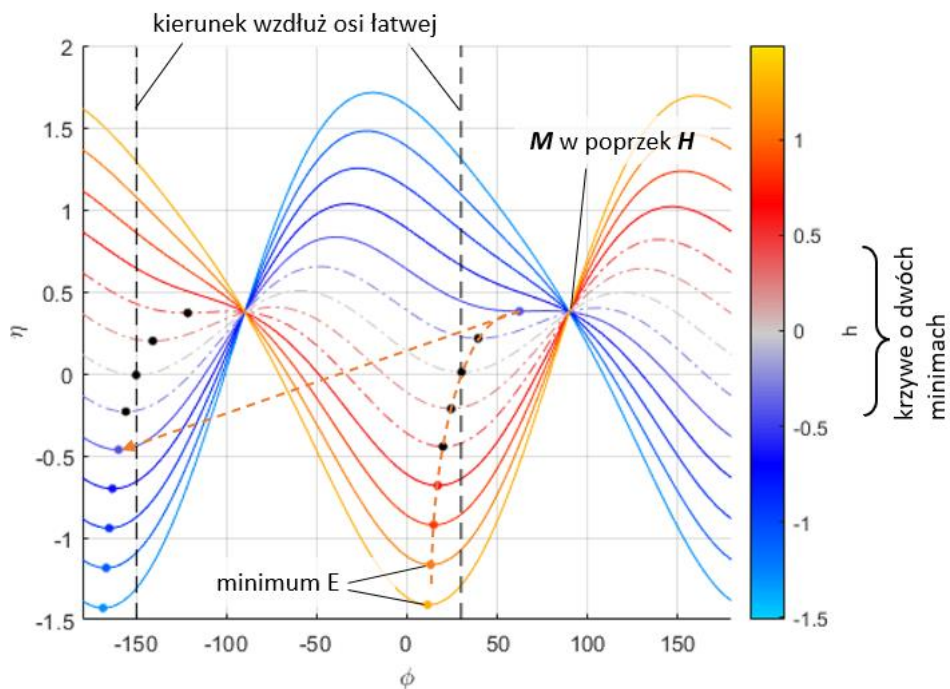 kierunek wzdłuż osi łatwej
2
1.5
1
0.5
0
-0.5
-1
-1.5
η
-150
-100
-50
0
50
100
150
ϕ
M w poprzek H
minimum E
1
0.5
0
-0.5
-1
-1.5
h
krzywe o dwóch
minimach